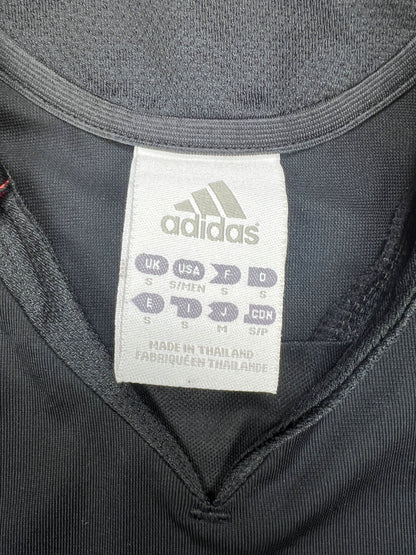 adidas
UK USA F D
S S/MEN S S
E I J CDN
S S M S/P
MADE IN THAILAND
FABRIQUÉ EN THAILANDE